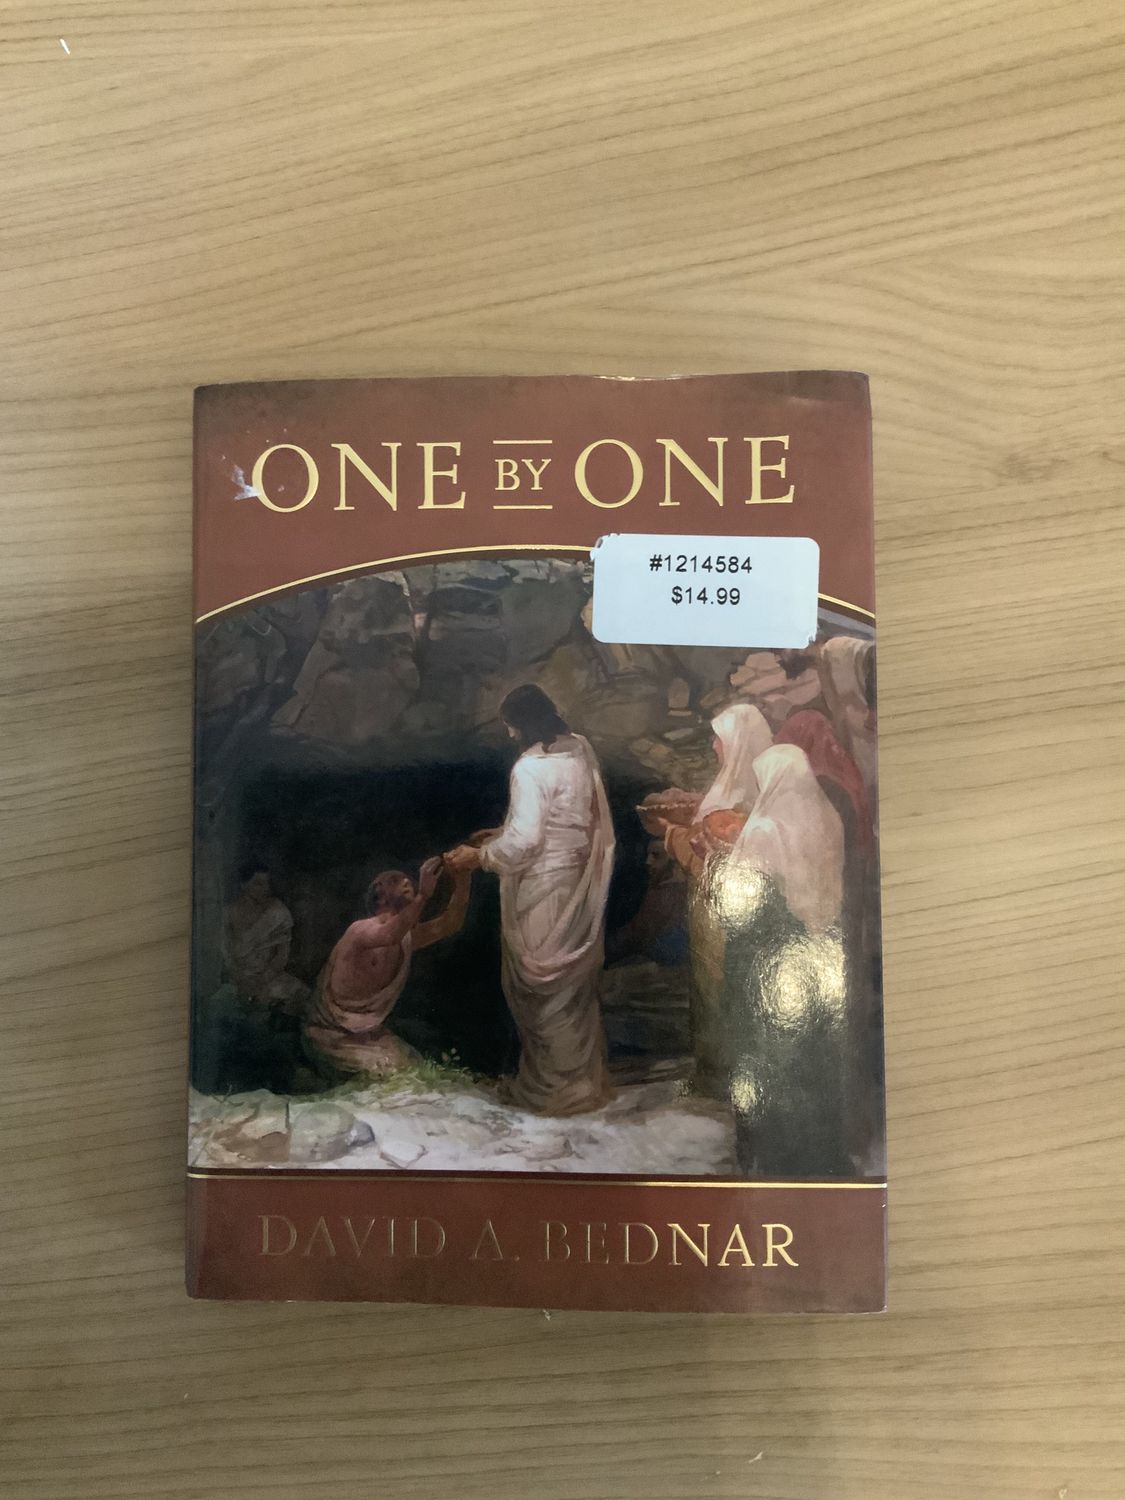 ONE BY ONE
#1214584
$14.99
DAVID A. BEDNAR